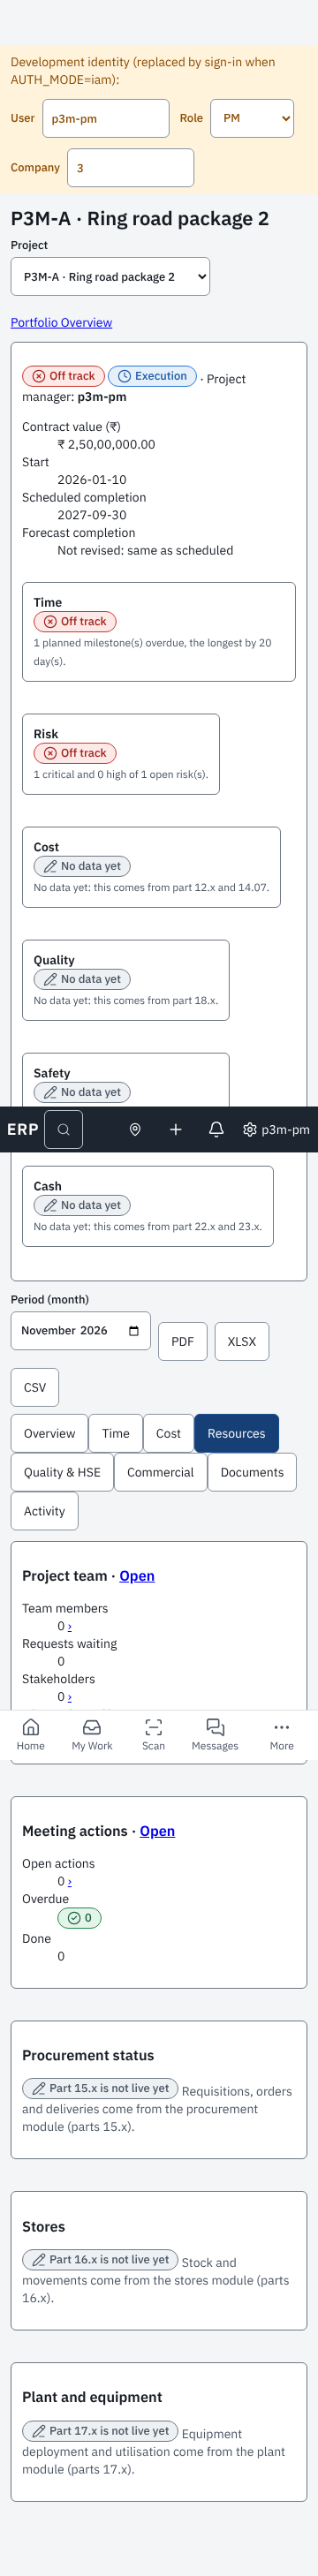 Development identity (replaced by sign-in when
AUTH_MODE=iam):
User p3m-pm Role PM
Company 3
P3M-A · Ring road package 2
Project
P3M-A · Ring road package 2
Portfolio Overview
Off track Execution · Project
manager: p3m-pm
Contract value (₹)
₹ 2,50,00,000.00
Start
2026-01-10
Scheduled completion
2027-09-30
Forecast completion
Not revised: same as scheduled
Time
Off track
1 planned milestone(s) overdue, the longest by 20
day(s).
Risk
Off track
1 critical and 0 high of 1 open risk(s).
Cost
No data yet
No data yet: this comes from part 12.x and 14.07.
Quality
No data yet
No data yet: this comes from part 18.x.
Safety
No data yet
ERP p3m-pm
Cash
No data yet
No data yet: this comes from part 22.x and 23.x.
Period (month)
November 2026 PDF XLSX
CSV
Overview Time Cost Resources
Quality & HSE Commercial Documents
Activity
Project team · Open
Team members
0 ›
Requests waiting
0
Stakeholders
0 ›
Home My Work Scan Messages More
Meeting actions · Open
Open actions
0 ›
Overdue
0
Done
0
Procurement status
Part 15.x is not live yet Requisitions, orders
and deliveries come from the procurement
module (parts 15.x).
Stores
Part 16.x is not live yet Stock and
movements come from the stores module (parts
16.x).
Plant and equipment
Part 17.x is not live yet Equipment
deployment and utilisation come from the plant
module (parts 17.x).